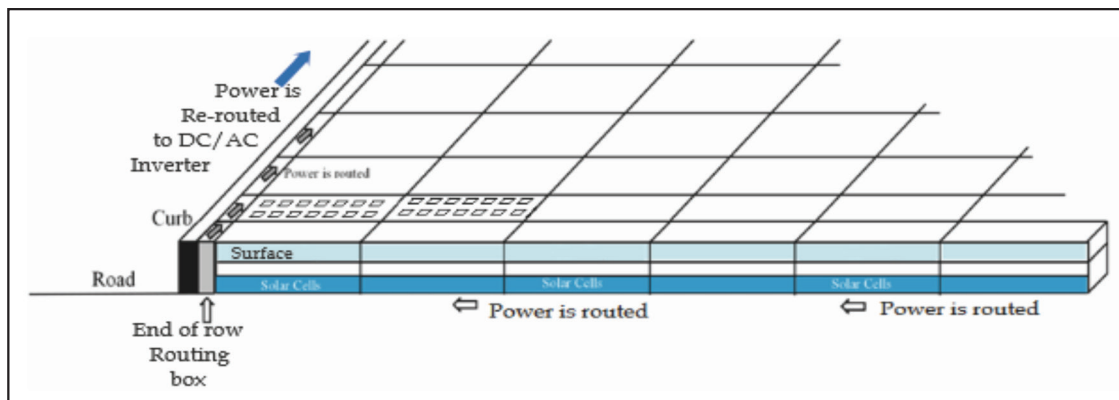 Power is
Re-routed
to DC/AC
Inverter
Power is routed
Curb
Surface
Road
Solar Cells
Solar Cells
Solar Cells
Power is routed
Power is routed
End of row
Routing
box